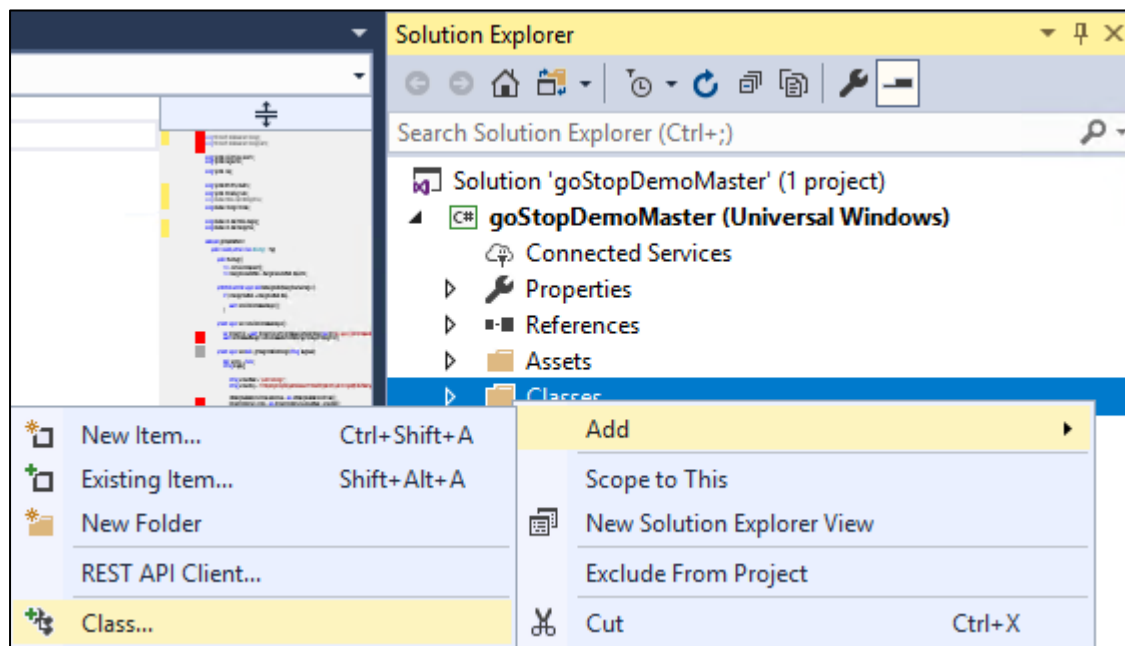 Solution Explorer
Search Solution Explorer (Ctrl+;)
Solution 'goStopDemoMaster' (1 project)
C# goStopDemoMaster (Universal Windows)
Connected Services
Properties
References
Assets
Classes
Add
Scope to This
New Solution Explorer View
Exclude From Project
Cut Ctrl+X
New Item... Ctrl+Shift+A
Existing Item... Shift+Alt+A
New Folder
REST API Client...
Class...